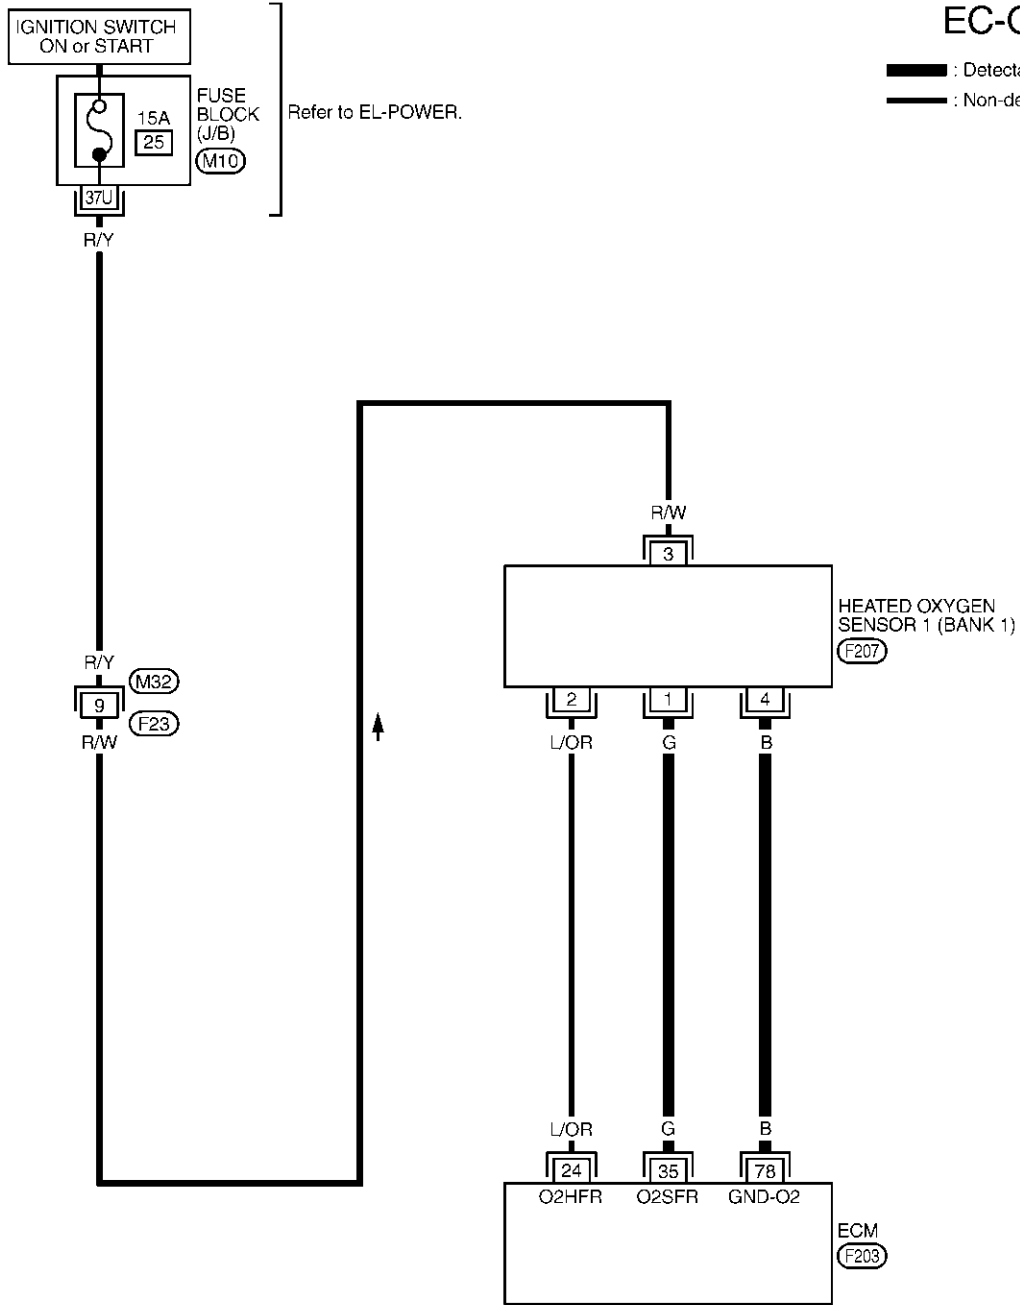 IGNITION SWITCH
ON or START
EC-
: Detecta
: Non-de
FUSE
BLOCK
(J/B)
M10
15A
25
Refer to EL-POWER.
37U
R/Y
R/W
3
HEATED OXYGEN
SENSOR 1 (BANK 1)
F207
R/Y
M32
9
F23
R/W
2
1
4
L/OR
G
B
L/OR
G
B
24
35
78
O2HFR
O2SFR
GND-O2
ECM
F203